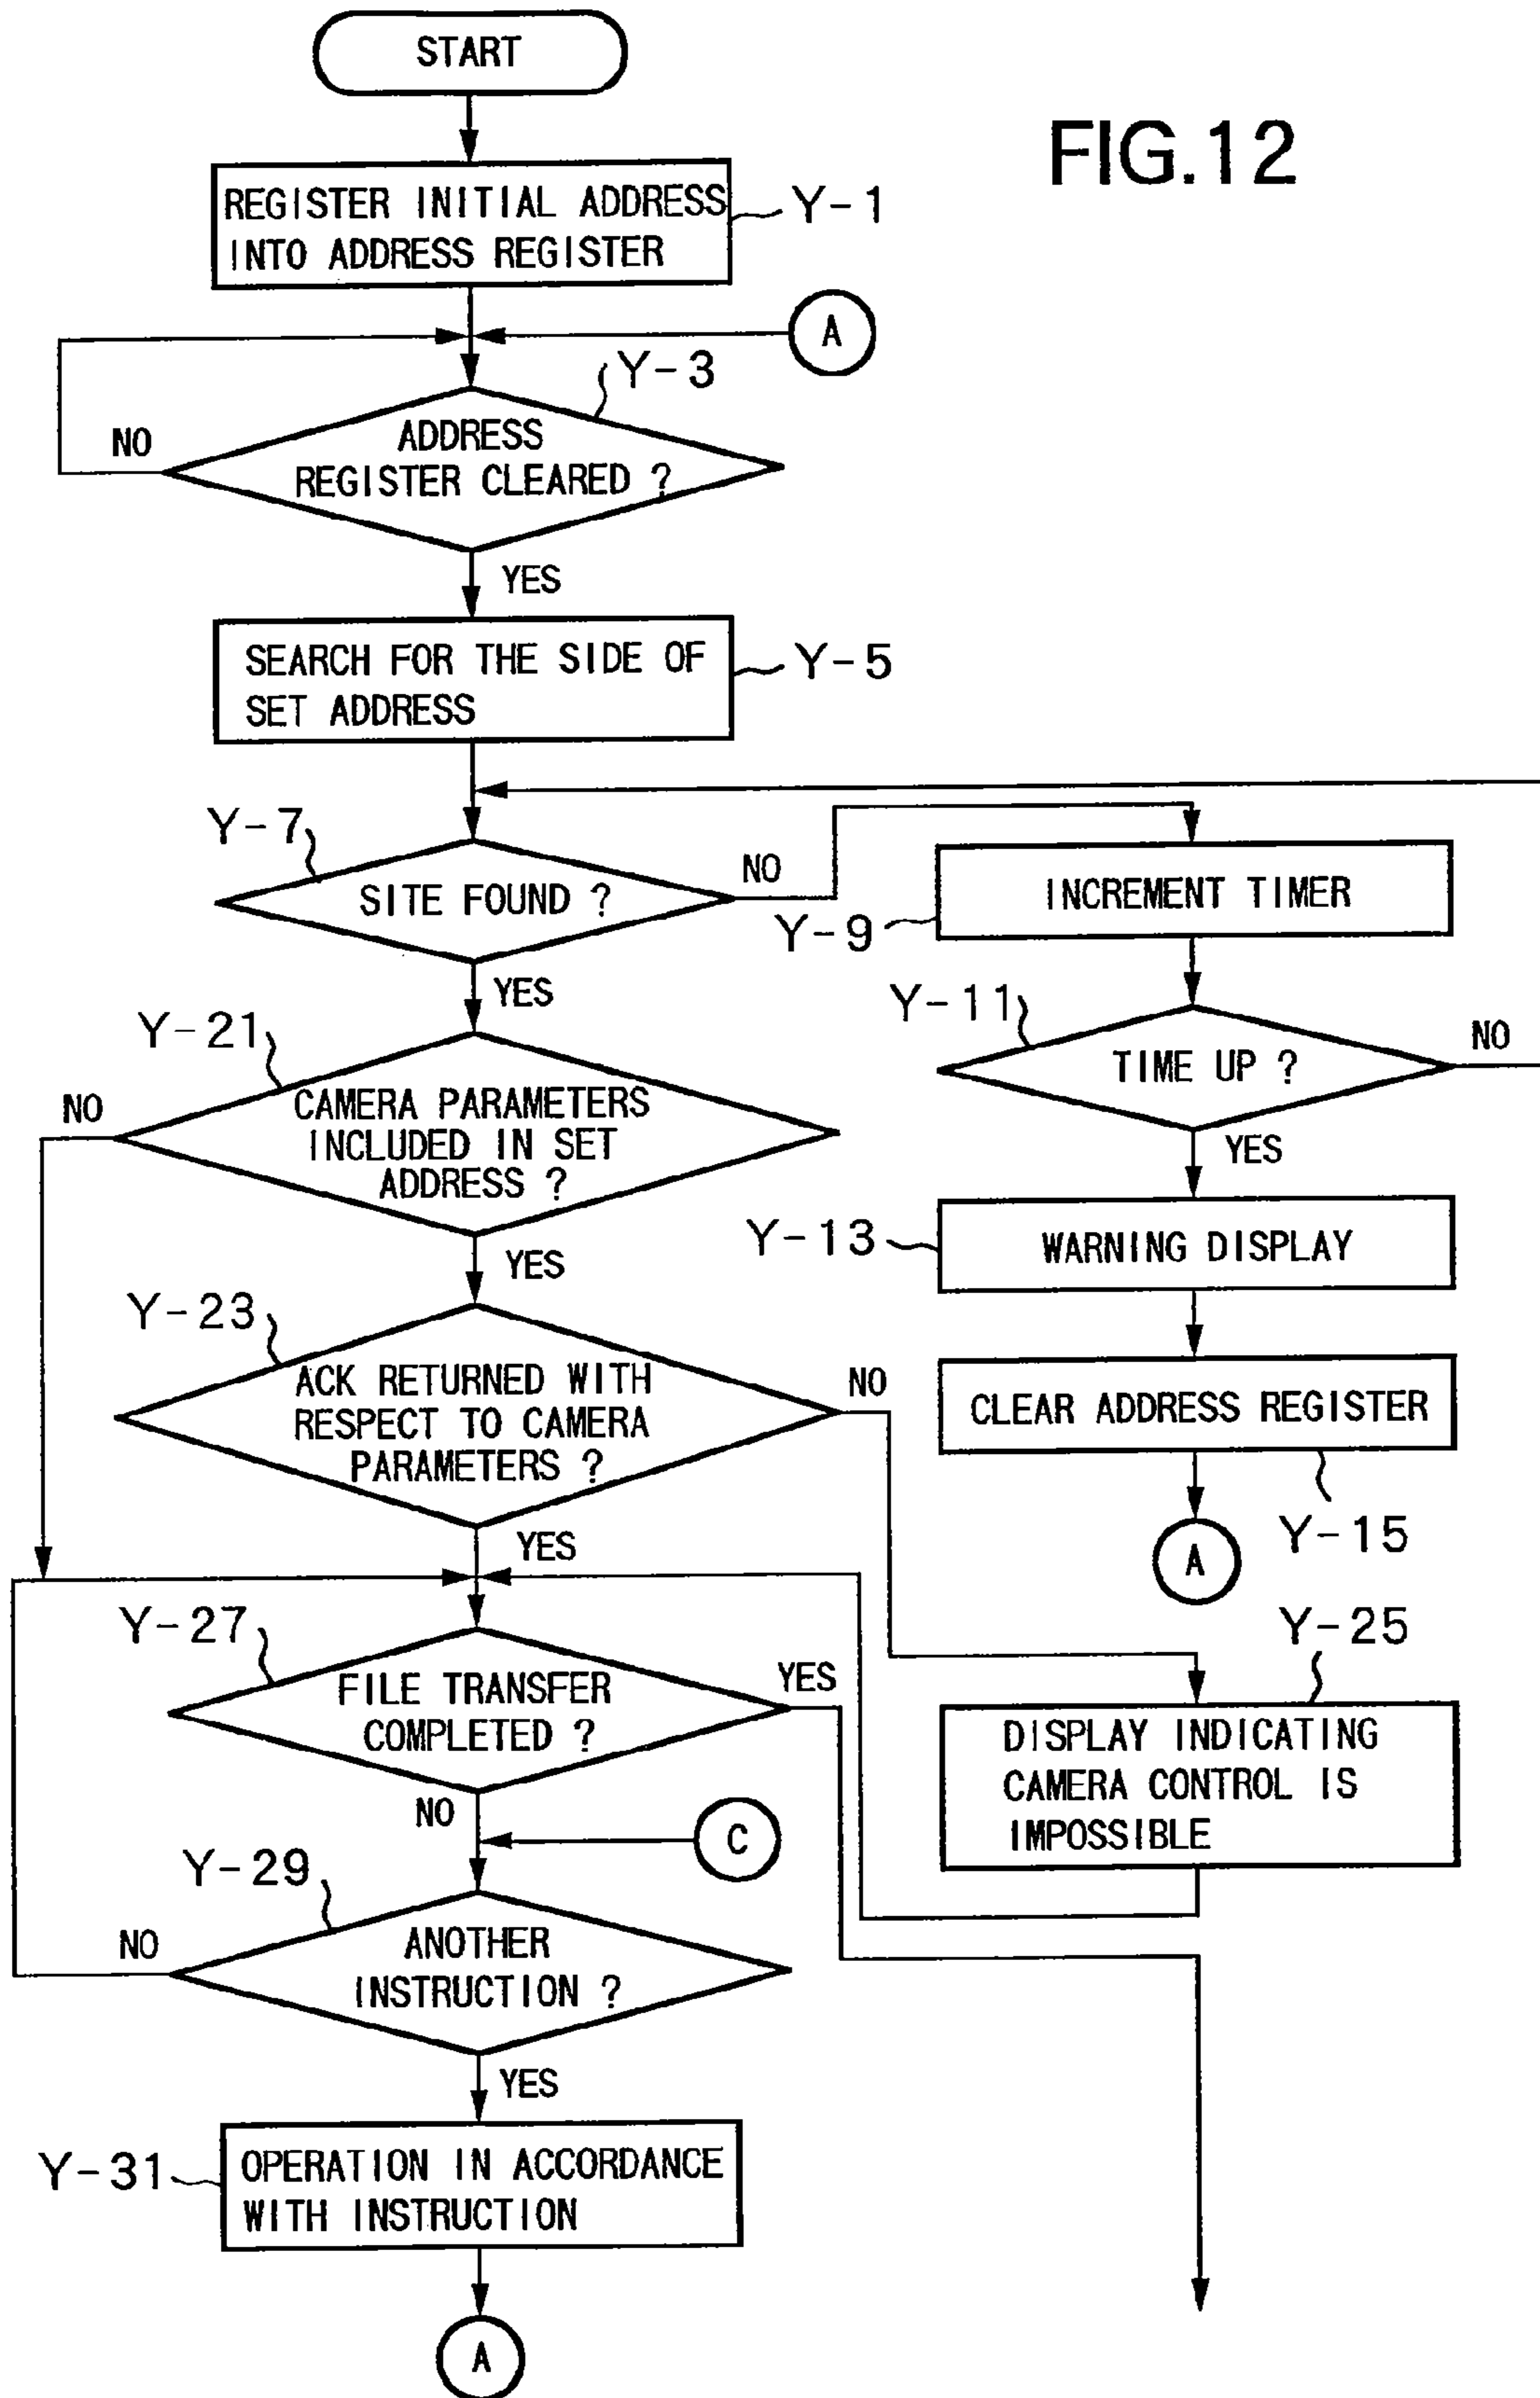 START
FIG.12
REGISTER INITIAL ADDRESS
INTO ADDRESS REGISTER
Y-1
A
Y-3
NO
ADDRESS
REGISTER CLEARED ?
YES
SEARCH FOR THE SIDE OF
SET ADDRESS
Y-5
Y-7
SITE FOUND ?
NO
INCREMENT TIMER
Y-9
YES
Y-11
TIME UP ?
NO
Y-21
NO
CAMERA PARAMETERS
INCLUDED IN SET
ADDRESS ?
YES
YES
Y-13
WARNING DISPLAY
Y-23
ACK RETURNED WITH
RESPECT TO CAMERA
PARAMETERS ?
NO
CLEAR ADDRESS REGISTER
Y-15
YES
A
Y-27
FILE TRANSFER
COMPLETED ?
YES
Y-25
DISPLAY INDICATING
CAMERA CONTROL IS
IMPOSSIBLE
NO
C
Y-29
NO
ANOTHER
INSTRUCTION ?
YES
Y-31
OPERATION IN ACCORDANCE
WITH INSTRUCTION
A